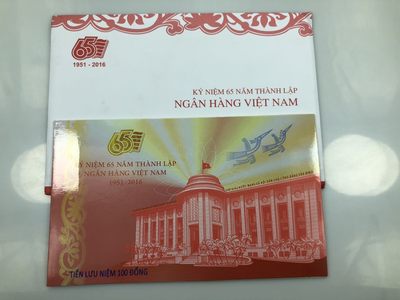 65
1951 - 2016
KỶ NIỆM 65 NĂM THÀNH LẬP
NGÂN HÀNG VIỆT NAM
65
KỶ NIỆM 65 NĂM THÀNH LẬP
NGÂN HÀNG VIỆT NAM
1951 - 2016
TIỀN LƯU NIỆM 100 ĐỒNG